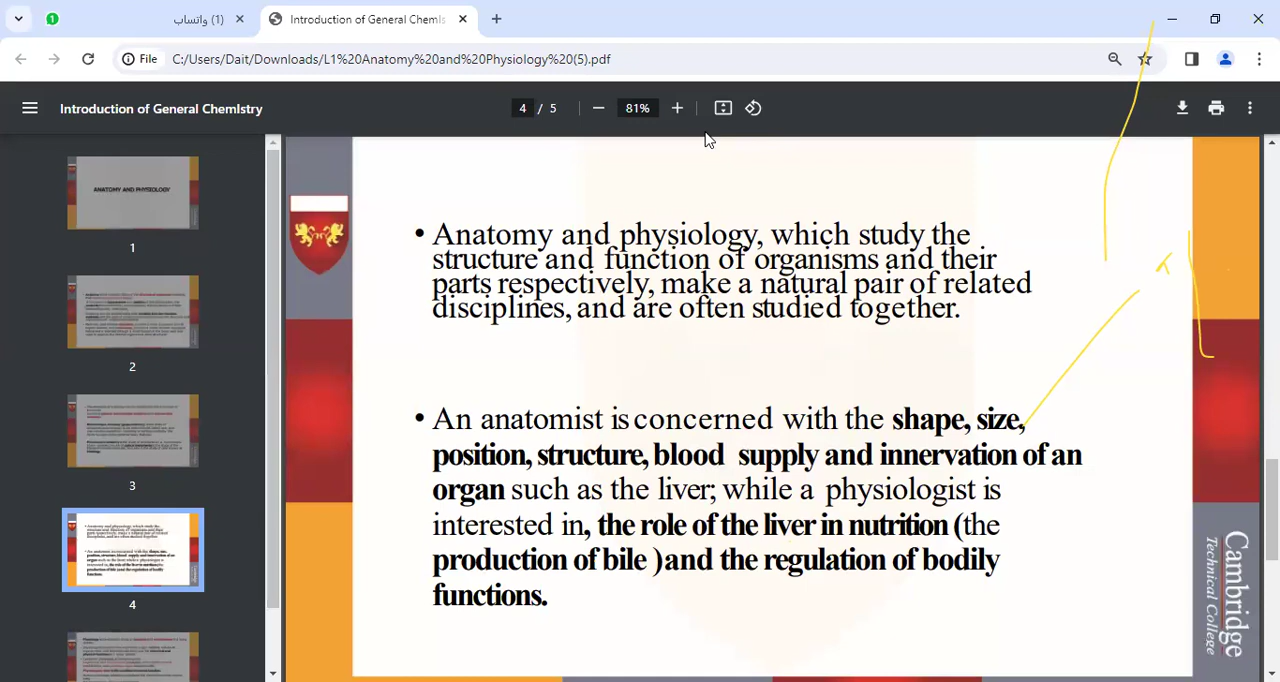 (1) واتساب
Introduction of General ChemIs
File
C:/Users/Dait/Downloads/L1%20Anatomy%20and%20Physiology%20(5).pdf
Introduction of General ChemIstry
4 / 5
81%
ANATOMY AND PHYSIOLOGY
1
2
3
4
• Anatomy and physiology, which study the
structure and function of organisms and their
parts respectively, make a natural pair of related
disciplines, and are often studied together.
• An anatomist is concerned with the shape, size,
position, structure, blood supply and innervation of an
organ such as the liver; while a physiologist is
interested in, the role of the liver in nutrition (the
production of bile )and the regulation of bodily
functions.
Cambridge
Technical College